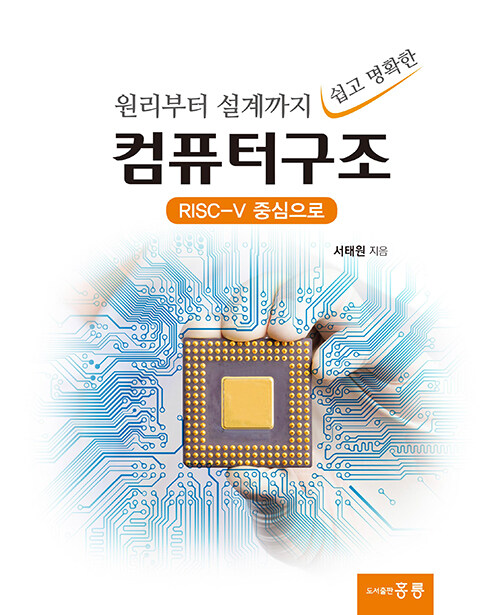 쉽고 명확한
원리부터 설계까지
컴퓨터구조
RISC-V 중심으로
서태원 지음
도서출판 홍릉